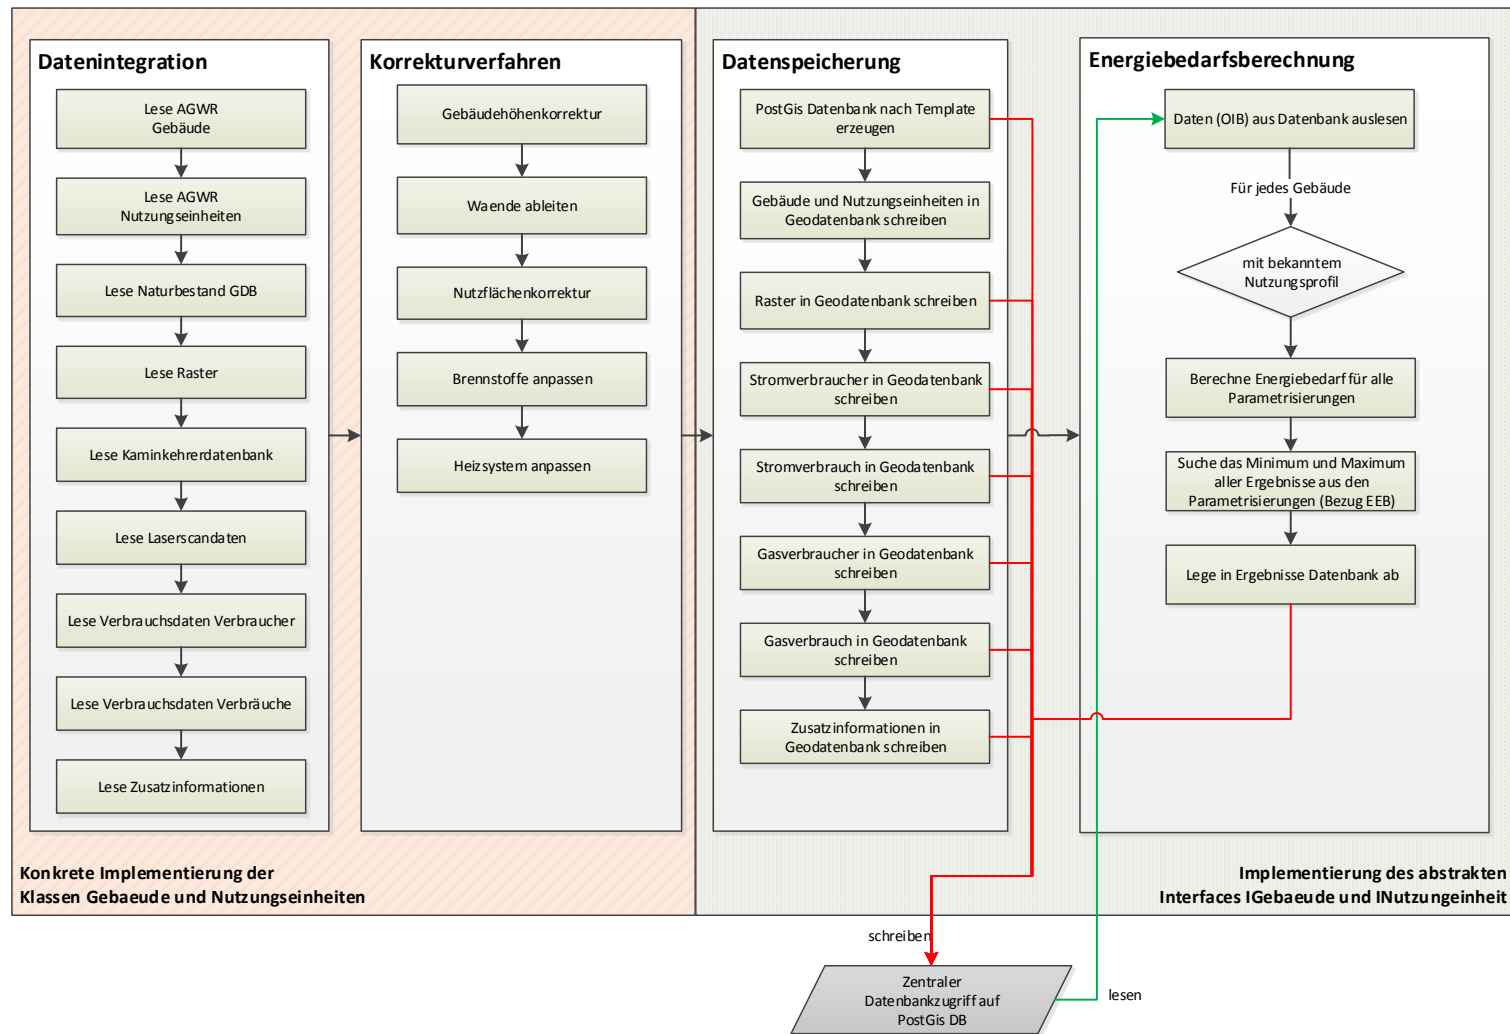 Datenintegration
Lese AGWR
Gebäude
Lese AGWR
Nutzungseinheiten
Lese Naturbestand GDB
Lese Raster
Lese Kaminkehrerdatenbank
Lese Laserscandaten
Lese Verbrauchsdaten Verbraucher
Lese Verbrauchsdaten Verbräuche
Lese Zusatzinformationen
Korrekturverfahren
Gebäudehöhenkorrektur
Waende ableiten
Nutzflächenkorrektur
Brennstoffe anpassen
Heizsystem anpassen
Konkrete Implementierung der
Klassen Gebaeude und Nutzungseinheiten
Datenspeicherung
PostGis Datenbank nach Template
erzeugen
Gebäude und Nutzungseinheiten in
Geodatenbank schreiben
Raster in Geodatenbank schreiben
Stromverbraucher in Geodatenbank
schreiben
Stromverbrauch in Geodatenbank
schreiben
Gasverbraucher in Geodatenbank
schreiben
Gasverbrauch in Geodatenbank
schreiben
Zusatzinformationen in
Geodatenbank schreiben
Energiebedarfsberechnung
Daten (OIB) aus Datenbank auslesen
Für jedes Gebäude
mit bekanntem
Nutzungsprofil
Berechne Energiebedarf für alle
Parametrisierungen
Suche das Minimum und Maximum
aller Ergebnisse aus den
Parametrisierungen (Bezug EEB)
Lege in Ergebnisse Datenbank ab
Implementierung des abstrakten
Interfaces IGebaeude und INutzungeinheit
schreiben
Zentraler
Datenbankzugriff auf
PostGis DB
lesen